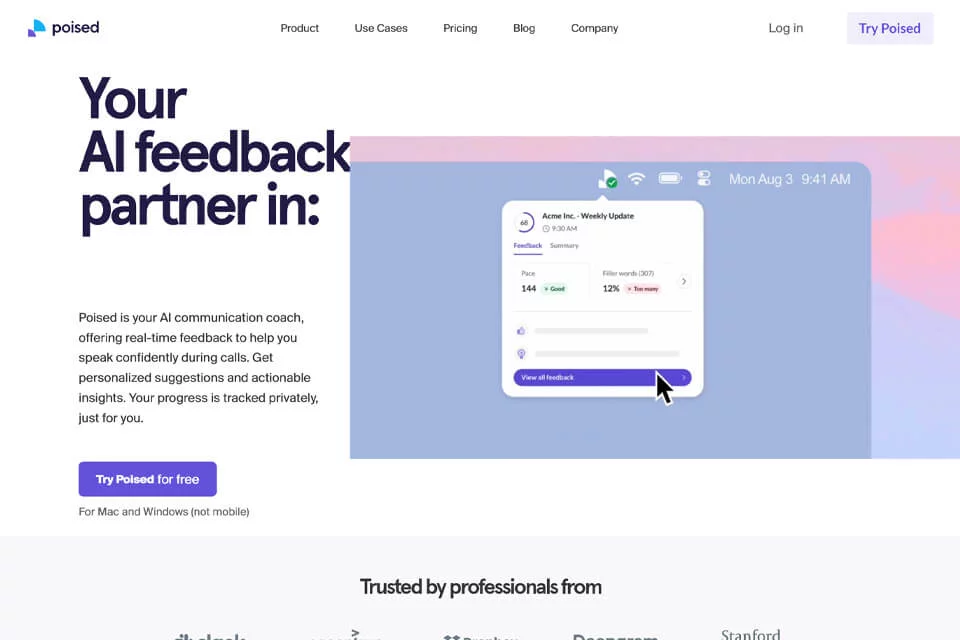 poised
Product
Use Cases
Pricing
Blog
Company
Log in
Try Poised
Your
AI feedback
partner in:
Mon Aug 3 9:41 AM
68
Acme Inc. - Weekly Update
9:30 AM
Feedback
Summary
Pace
144
Good
Filler words (307)
12%
Too many
View all feedback
Poised is your AI communication coach,
offering real-time feedback to help you
speak confidently during calls. Get
personalized suggestions and actionable
insights. Your progress is tracked privately,
just for you.
Try Poised for free
For Mac and Windows (not mobile)
Trusted by professionals from
Stanford